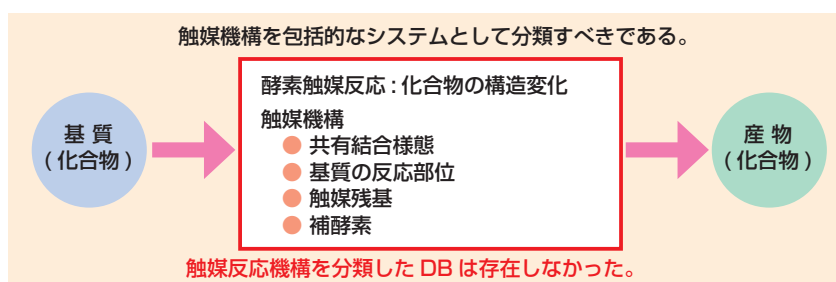 触媒機構を包括的なシステムとして分類すべきである。
基 質
( 化合物 )
酵素触媒反応 : 化合物の構造変化
触媒機構
● 共有結合様態
● 基質の反応部位
● 触媒残基
● 補酵素
産 物
( 化合物 )
触媒反応機構を分類した DB は存在しなかった。